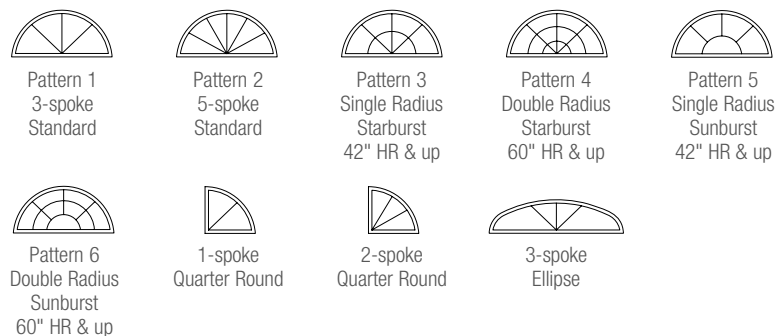 Pattern 1
3-spoke
Standard
Pattern 2
5-spoke
Standard
Pattern 3
Single Radius
Starburst
42" HR & up
Pattern 4
Double Radius
Starburst
60" HR & up
Pattern 5
Single Radius
Sunburst
42" HR & up
Pattern 6
Double Radius
Sunburst
60" HR & up
1-spoke
Quarter Round
2-spoke
Quarter Round
3-spoke
Ellipse